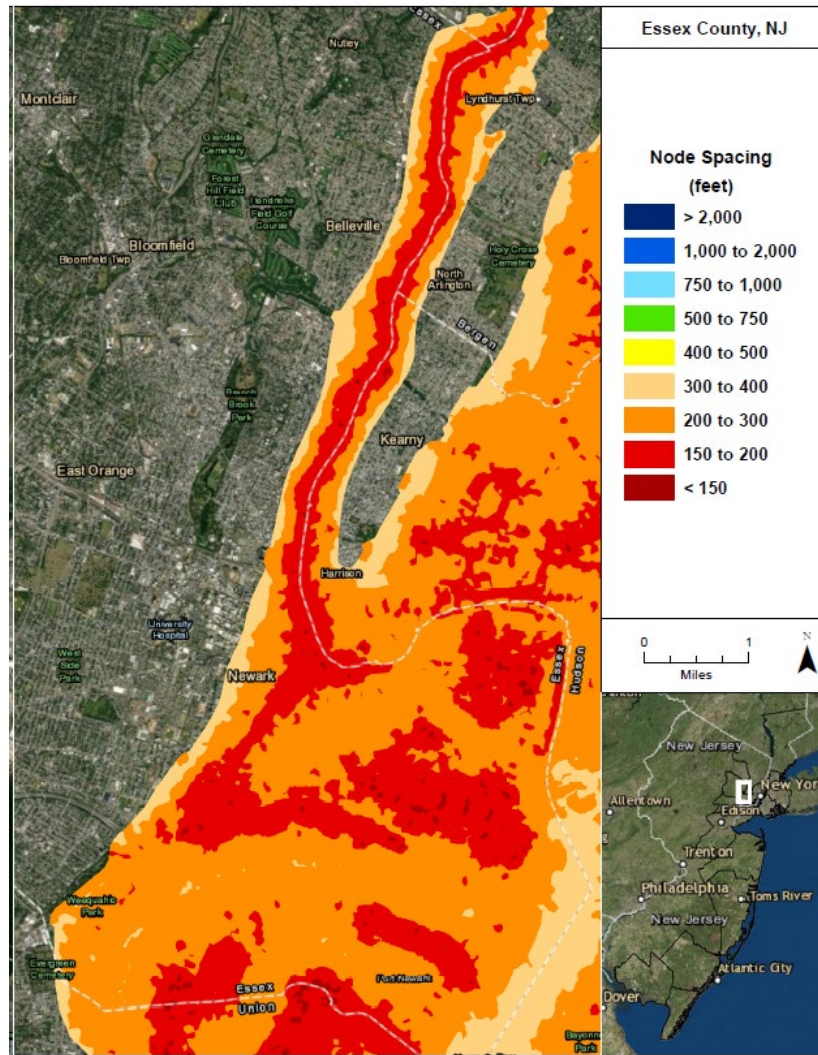 Essex County, NJ
Node Spacing
(feet)
> 2,000
1,000 to 2,000
750 to 1,000
500 to 750
400 to 500
300 to 400
200 to 300
150 to 200
< 150
0
1
Miles
N
Essex
Nutley
Montclair
Lyndhurst Twp
Glendale
Cemetery
Forest
Hill Field
Club
Hendricks
Field Golf
Course
Belleville
Bloomfield
Bloomfield Twp
Holy Cross
Cemetery
North
Arlington
Bergen
Branch
Brook
Park
Kearny
East Orange
Harrison
University
Hospital
West
Side
Park
Newark
Essex
Hudson
Weequahic
Park
Evergreen
Cemetery
Port Newark
Essex
Union
Bayonne
Park
New Jersey
New York
Allentown
Edison
Trenton
Philadelphia
Toms River
New Jersey
Atlantic City
Dover